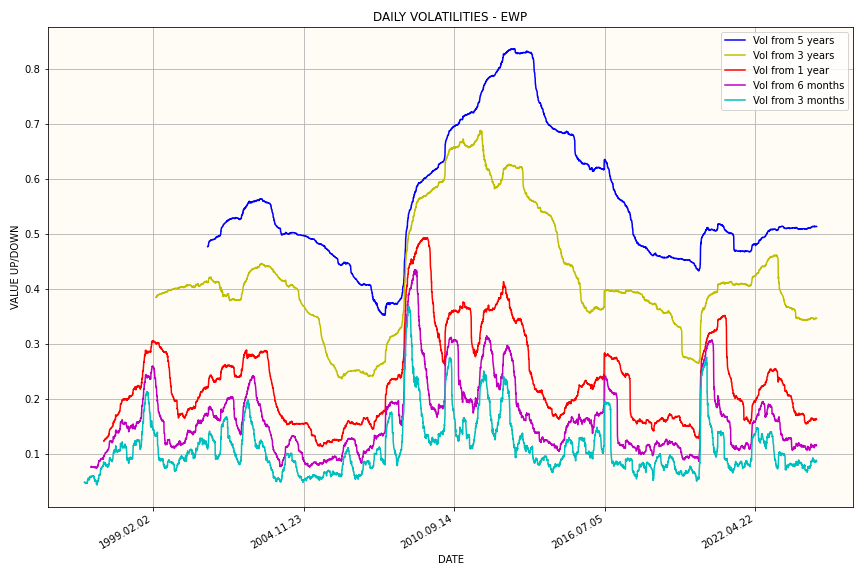 DAILY VOLATILITIES - EWP
Vol from 5 years
Vol from 3 years
Vol from 1 year
Vol from 6 months
Vol from 3 months
VALUE UP/DOWN
0.8
0.7
0.6
0.5
0.4
0.3
0.2
0.1
1999.02.02
2004.11.23
2010.09.14
2016.07.05
2022.04.22
DATE